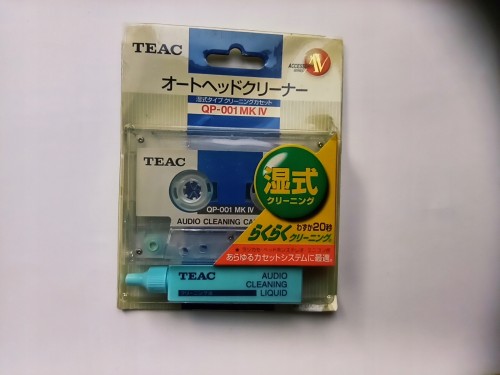 TEAC
オートヘッドクリーナー
湿式タイプ クリーニングカセット
QP-001 MK IV
TEAC
QP-001 MK IV
AUDIO CLEANING CA
湿式
クリーニング
わずか20秒
らくらくクリーニング。
あらゆるカセットシステムに最適。
TEAC
AUDIO
CLEANING
LIQUID